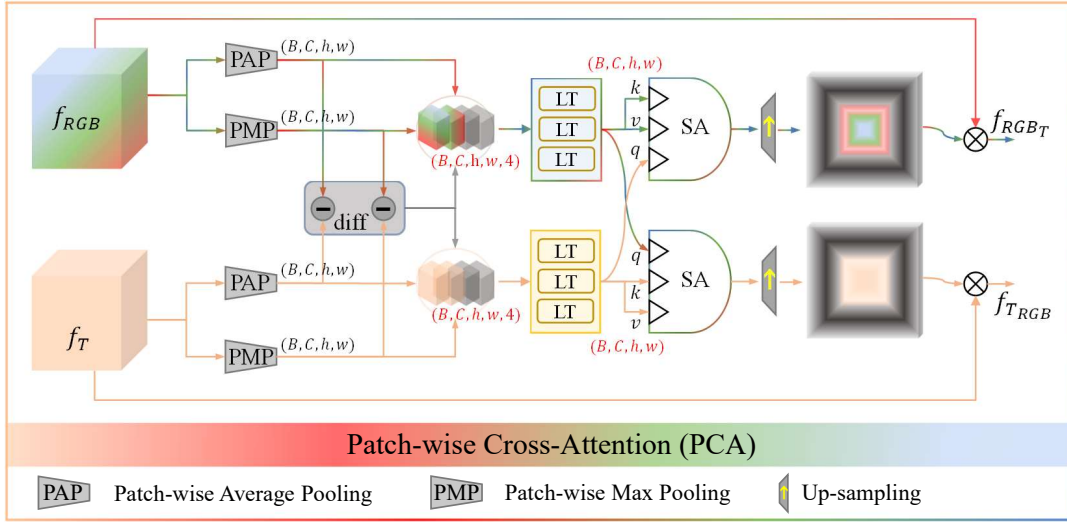 f_RGB
PAP
(B, C, h, w)
PMP
(B, C, h, w)
(B, C, h, w, 4)
LT
LT
LT
(B, C, h, w)
k
v
q
SA
f_RGB_T
diff
f_T
PAP
(B, C, h, w)
PMP
(B, C, h, w)
(B, C, h, w, 4)
LT
LT
LT
(B, C, h, w)
q
k
v
SA
f_T_RGB
Patch-wise Cross-Attention (PCA)
PAP Patch-wise Average Pooling PMP Patch-wise Max Pooling Up-sampling